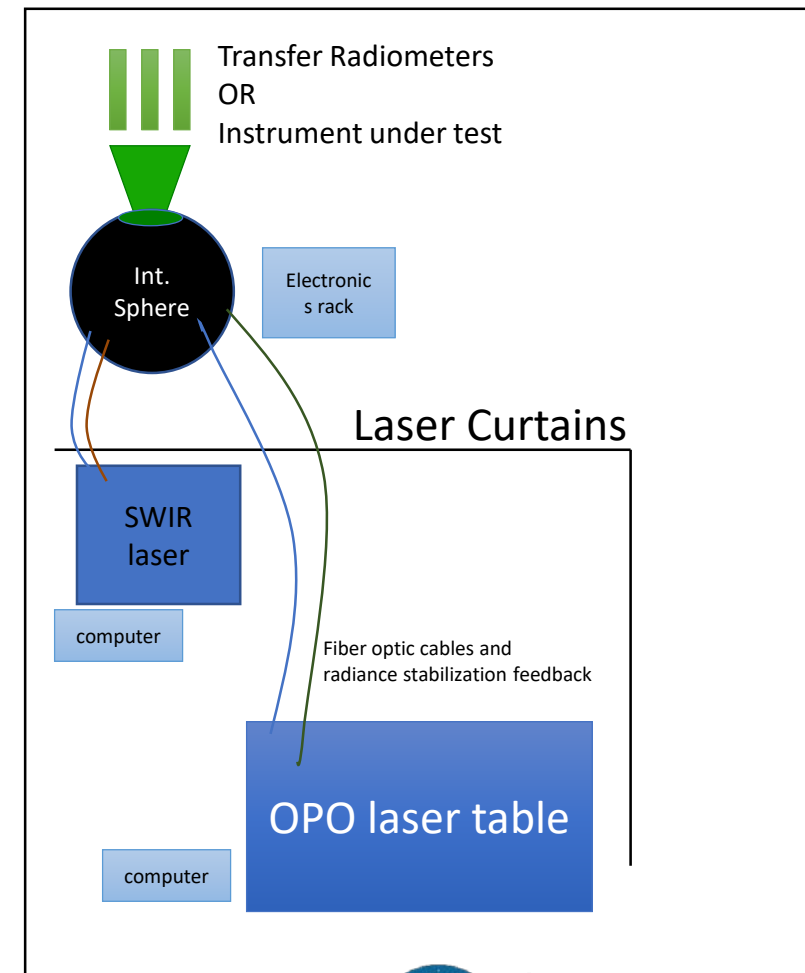 Transfer Radiometers
OR
Instrument under test
Int.
Sphere
Electronic
s rack
Laser Curtains
SWIR
laser
computer
Fiber optic cables and
radiance stabilization feedback
OPO laser table
computer